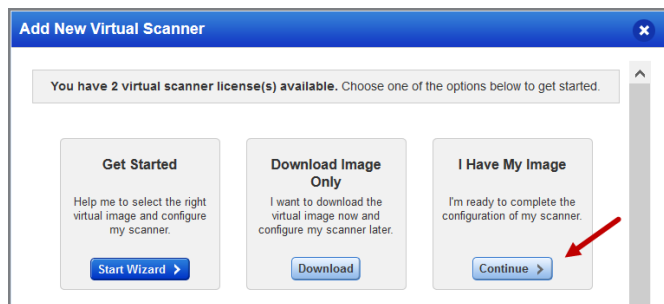 Add New Virtual Scanner
You have 2 virtual scanner license(s) available. Choose one of the options below to get started.
Get Started
Help me to select the right
virtual image and configure
my scanner.
Start Wizard
Download Image
Only
I want to download the
virtual image now and
configure my scanner later.
Download
I Have My Image
I'm ready to complete the
configuration of my scanner.
Continue